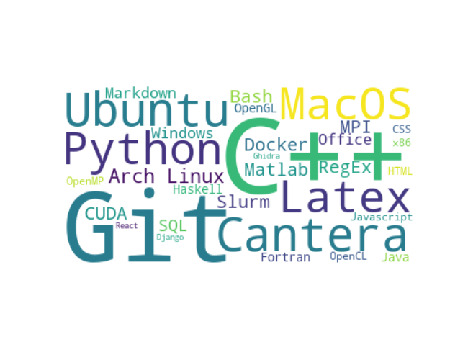 Ubuntu
Markdown
Bash
OpenGL
MacOS
Windows
C++
MPI
CSS
Python
Docker
Office
x86
Ghidra
Arch Linux
Matlab
RegEx
HTML
OpenMP
Haskell
Slurm
Latex
Git
CUDA
React
SQL
Django
Cantera
Javascript
Fortran
OpenCL
Java